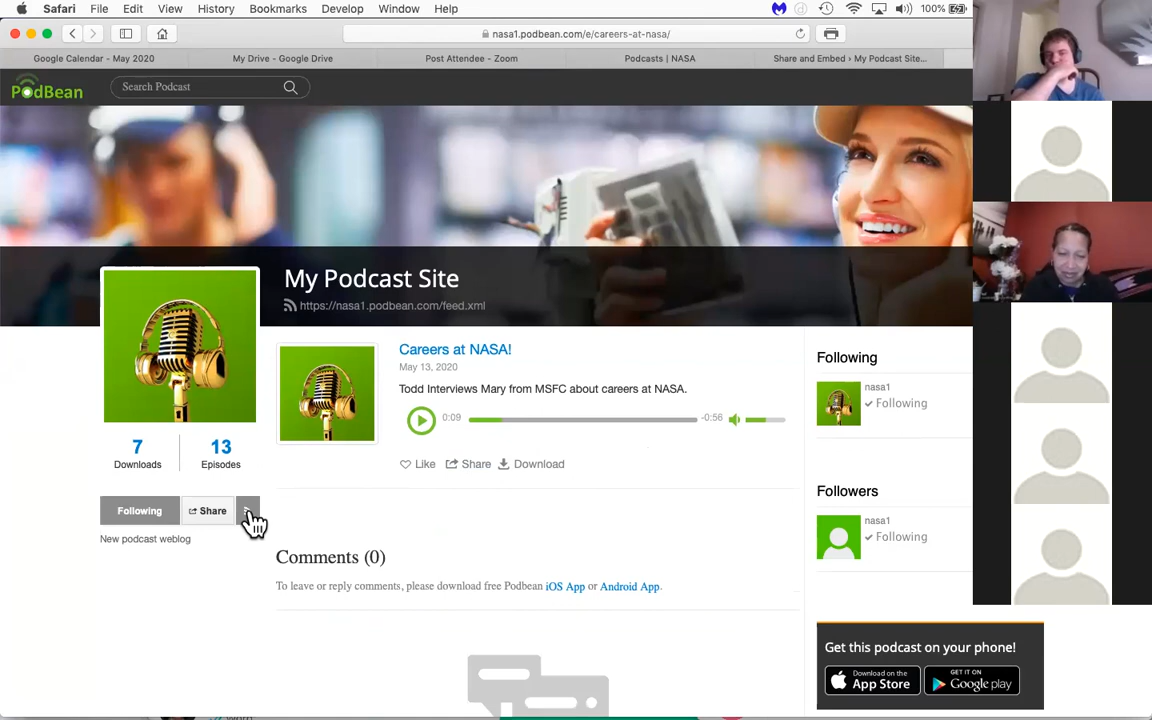 Safari File Edit View History Bookmarks Develop Window Help 100%
nasa1.podbean.com/e/careers-at-nasa/
Google Calendar - May 2020
My Drive - Google Drive
Post Attendee - Zoom
Podcasts | NASA
Share and Embed › My Podcast Site...
PodBean
Search Podcast
My Podcast Site
https://nasa1.podbean.com/feed.xml
7
Downloads
13
Episodes
Following
Share
New podcast weblog
Careers at NASA!
May 13, 2020
Todd Interviews Mary from MSFC about careers at NASA.
0:09
-0:56
Like Share Download
Comments (0)
To leave or reply comments, please download free Podbean iOS App or Android App.
Following
nasa1
Following
Followers
nasa1
Following
Get this podcast on your phone!
Download on the
App Store
GET IT ON
Google play